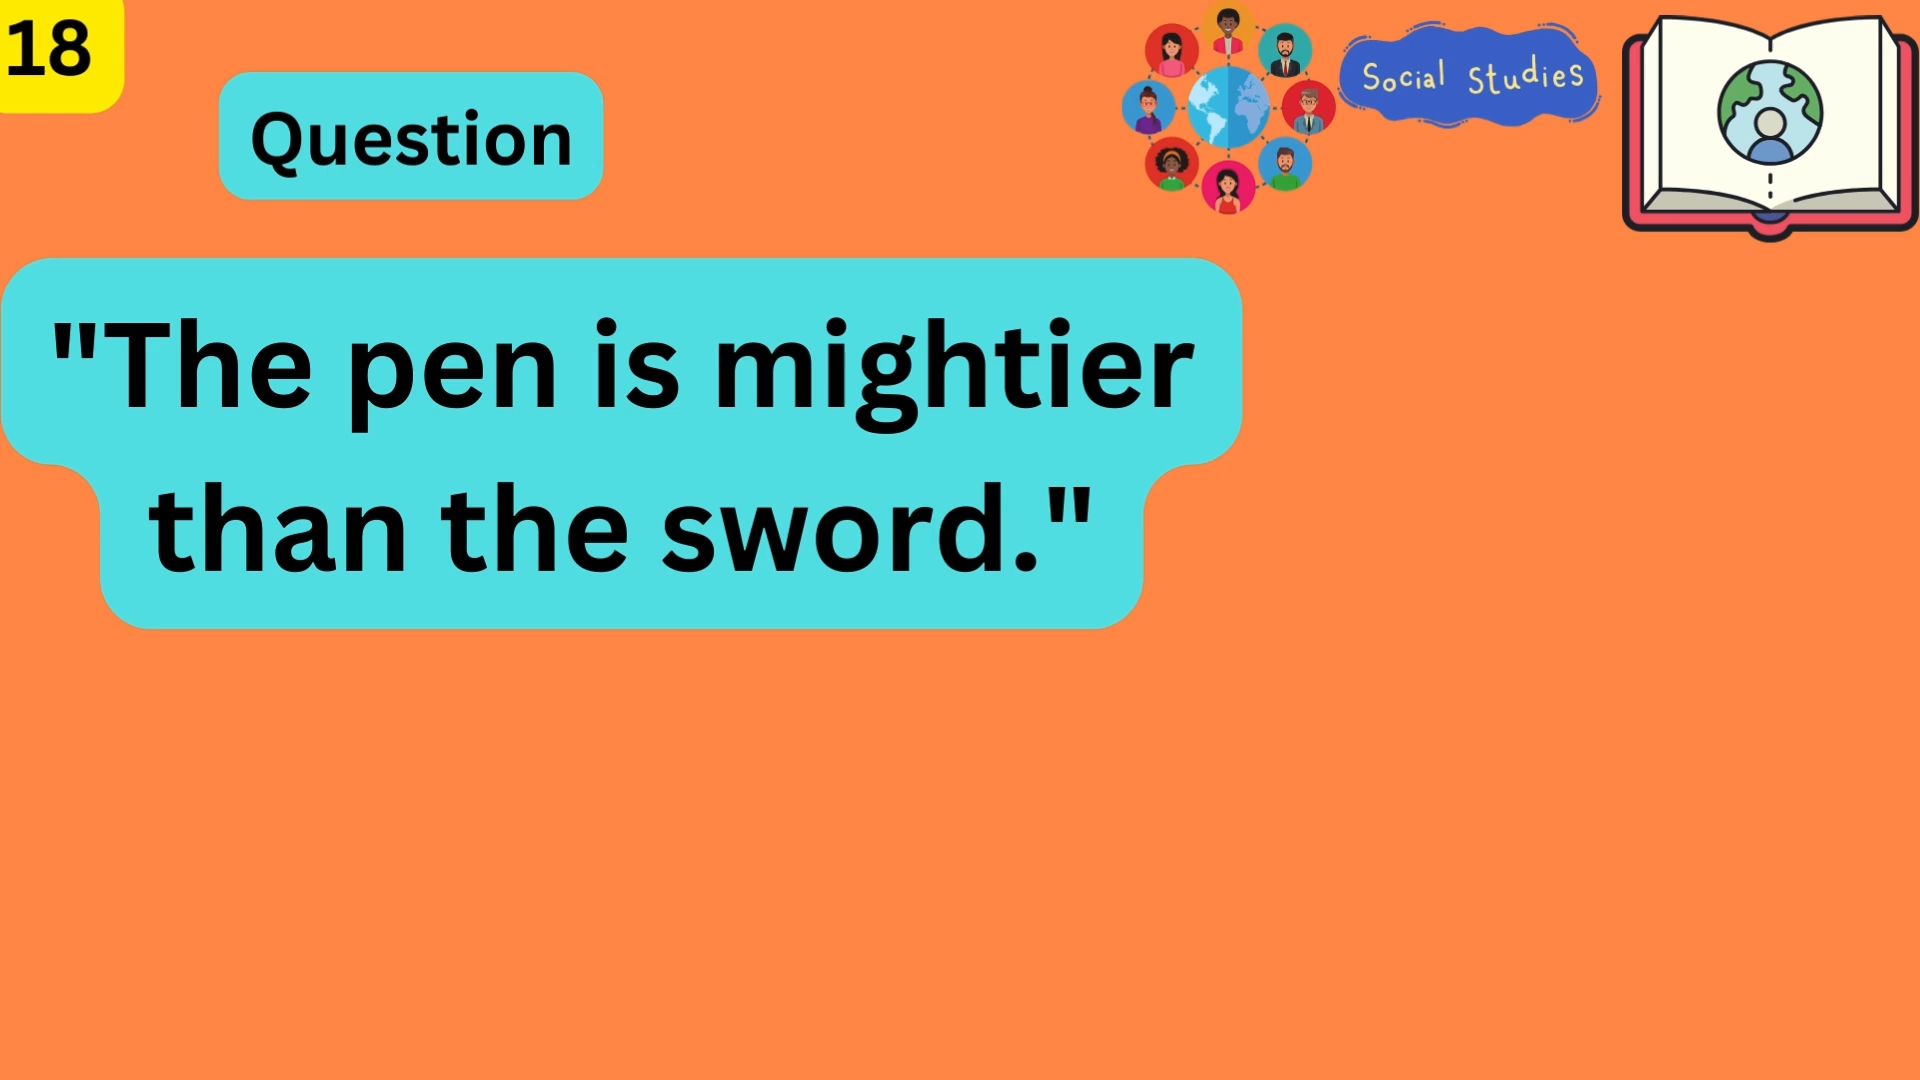 18
Question
Social Studies
"The pen is mightier
than the sword."